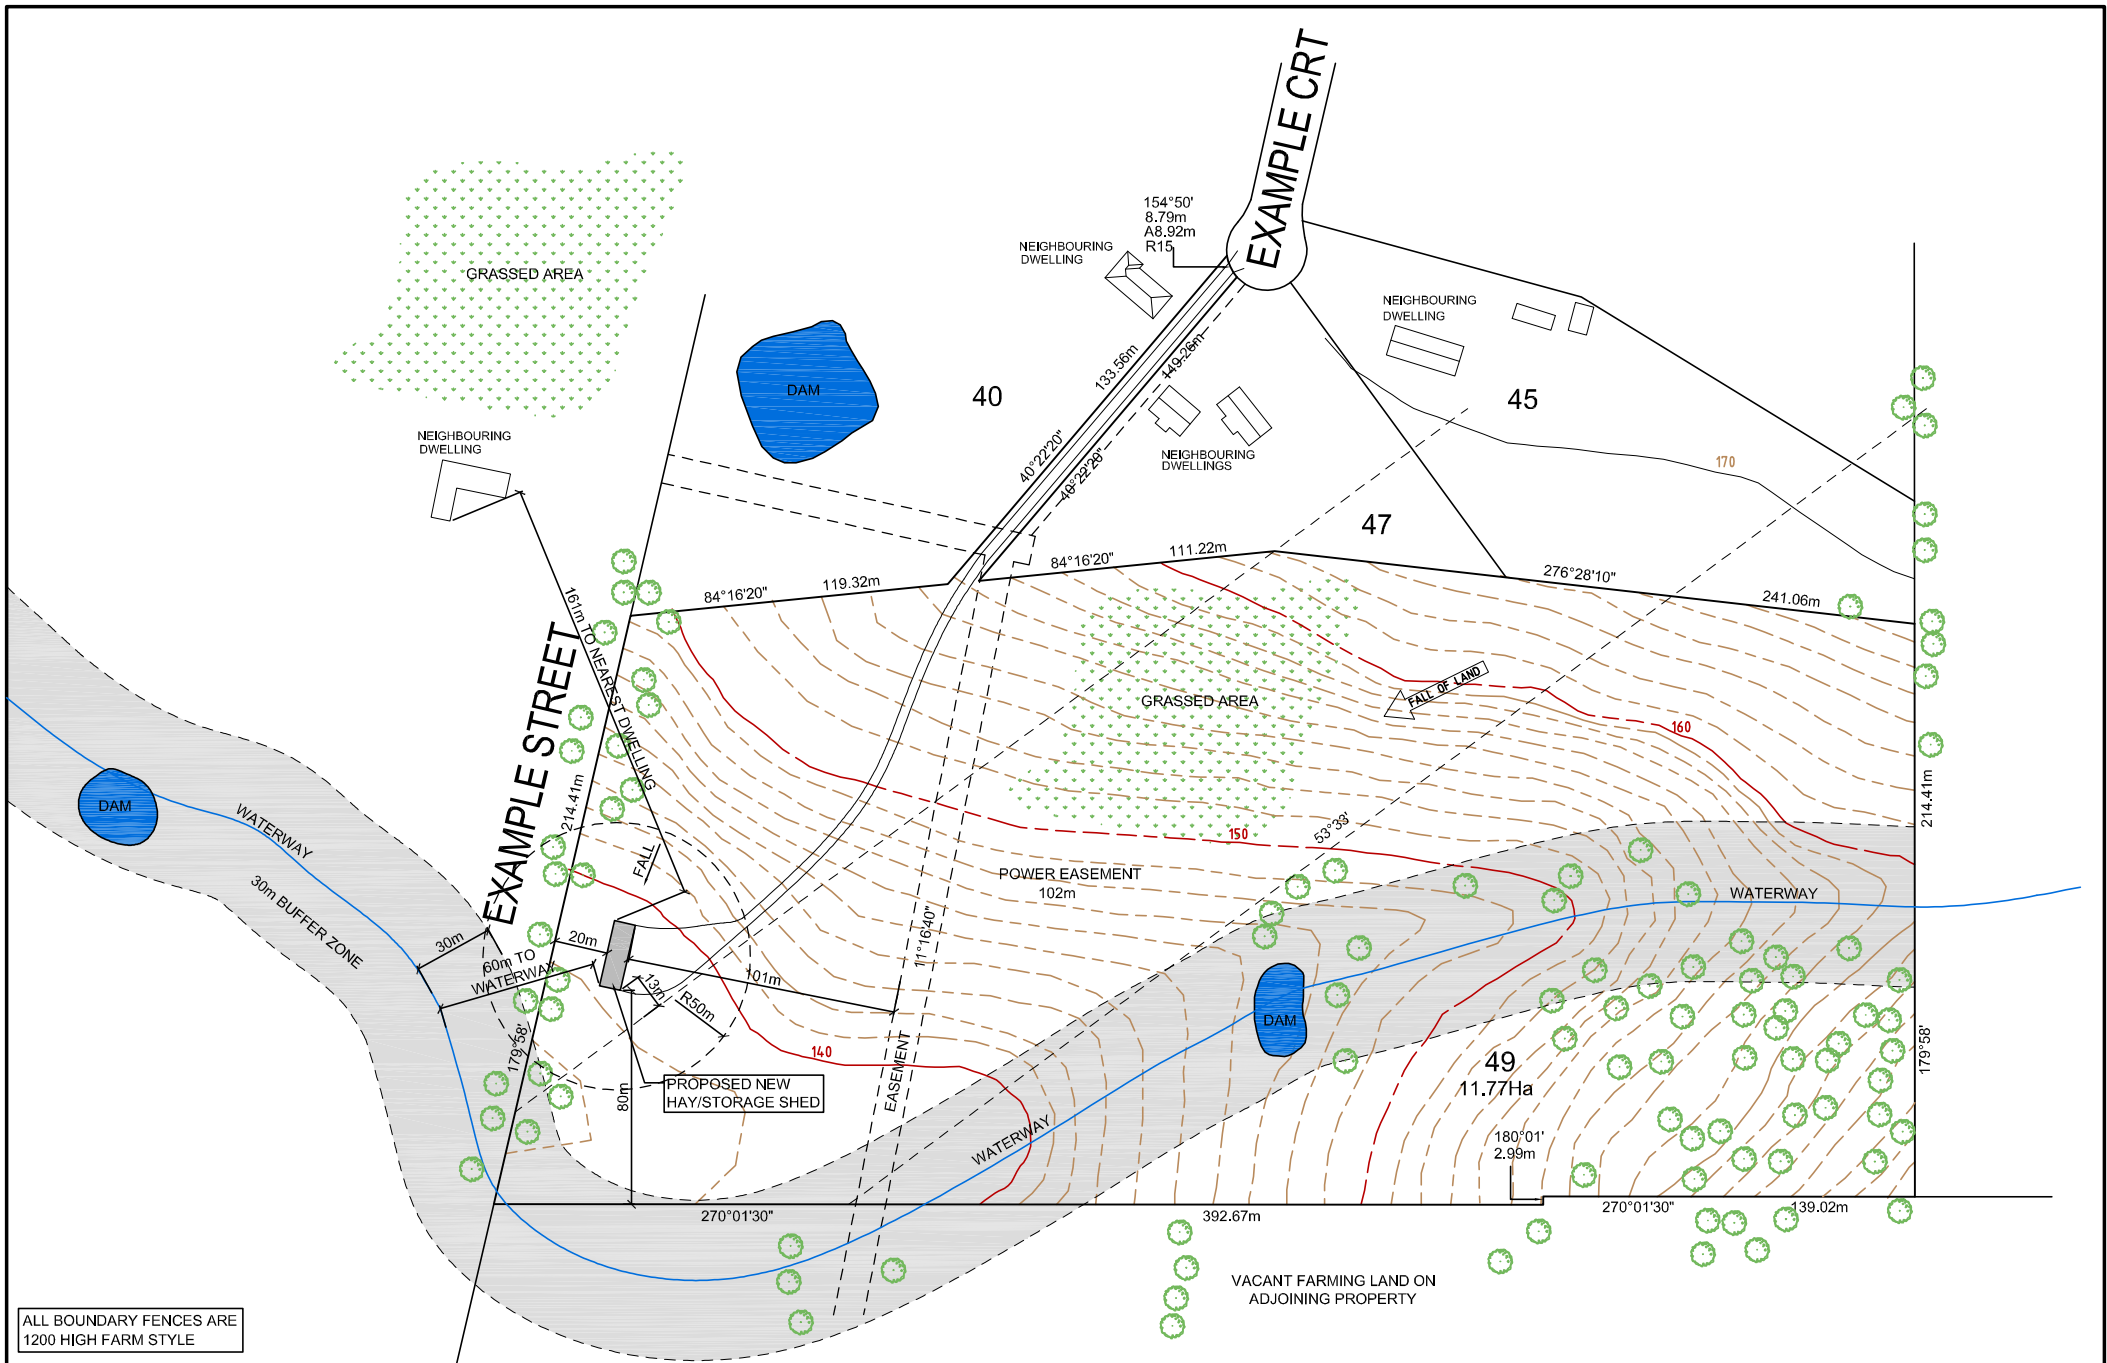 EXAMPLE CRT
154°50'
8.79m
A8.92m
R15
NEIGHBOURING
DWELLING
GRASSED AREA
NEIGHBOURING
DWELLING
DAM
40
133.56m
149.26m
45
NEIGHBOURING
DWELLING
40°22'20"
40°22'20"
NEIGHBOURING
DWELLINGS
170
47
84°16'20"
119.32m
84°16'20"
111.22m
276°28'10"
241.06m
161m TO NEAREST DWELLING
EXAMPLE STREET
GRASSED AREA
FALL OF LAND
160
214.41m
214.41m
DAM
WATERWAY
150
53°33'
FALL
30m BUFFER ZONE
POWER EASEMENT
102m
WATERWAY
30m
20m
60m TO
WATERWAY
13m
R50m
101m
11°16'40"
DAM
179°58'
140
EASEMENT
PROPOSED NEW
HAY/STORAGE SHED
80m
49
11.77Ha
179°58'
WATERWAY
180°01'
2.99m
270°01'30"
392.67m
270°01'30"
139.02m
VACANT FARMING LAND ON
ADJOINING PROPERTY
ALL BOUNDARY FENCES ARE
1200 HIGH FARM STYLE